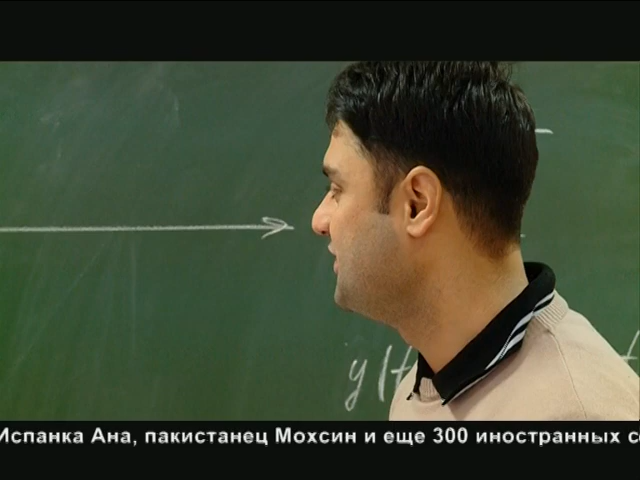 y(t
Испанка Ана, пакистанец Мохсин и еще 300 иностранных с